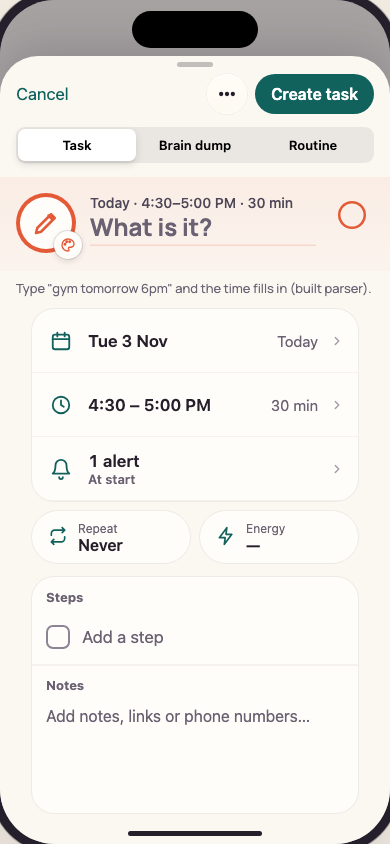 Cancel
•••
Create task
Task
Brain dump
Routine
Today · 4:30–5:00 PM · 30 min
What is it?
Type "gym tomorrow 6pm" and the time fills in (built parser).
Tue 3 Nov
Today
4:30 – 5:00 PM
30 min
1 alert
At start
Repeat
Never
Energy
—
Steps
Add a step
Notes
Add notes, links or phone numbers...